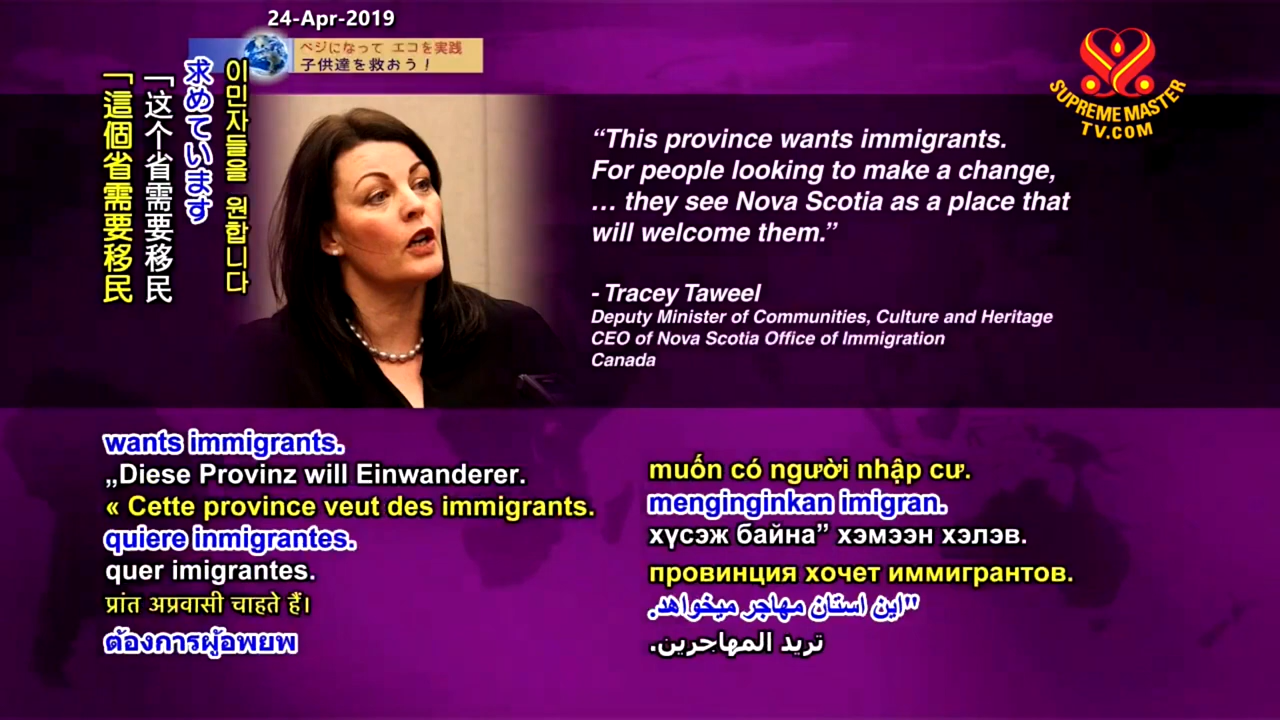 24-Apr-2019
ベジになって エコを実践
子供達を救おう！
이민자들을 원합니다
求めています
「这个省需要移民
「這個省需要移民
SUPREME MASTER
TV.COM
“This province wants immigrants.
For people looking to make a change,
… they see Nova Scotia as a place that
will welcome them.”
- Tracey Taweel
Deputy Minister of Communities, Culture and Heritage
CEO of Nova Scotia Office of Immigration
Canada
wants immigrants.
„Diese Provinz will Einwanderer.
« Cette province veut des immigrants.
quiere inmigrantes.
quer imigrantes.
प्रांत अप्रवासी चाहते हैं।
ต้องการผู้อพยพ
muốn có người nhập cư.
menginginkan imigran.
хүсэж байна” хэмээн хэлэв.
провинция хочет иммигрантов.
"این استان مهاجر میخواهد.
تريد المهاجرين.